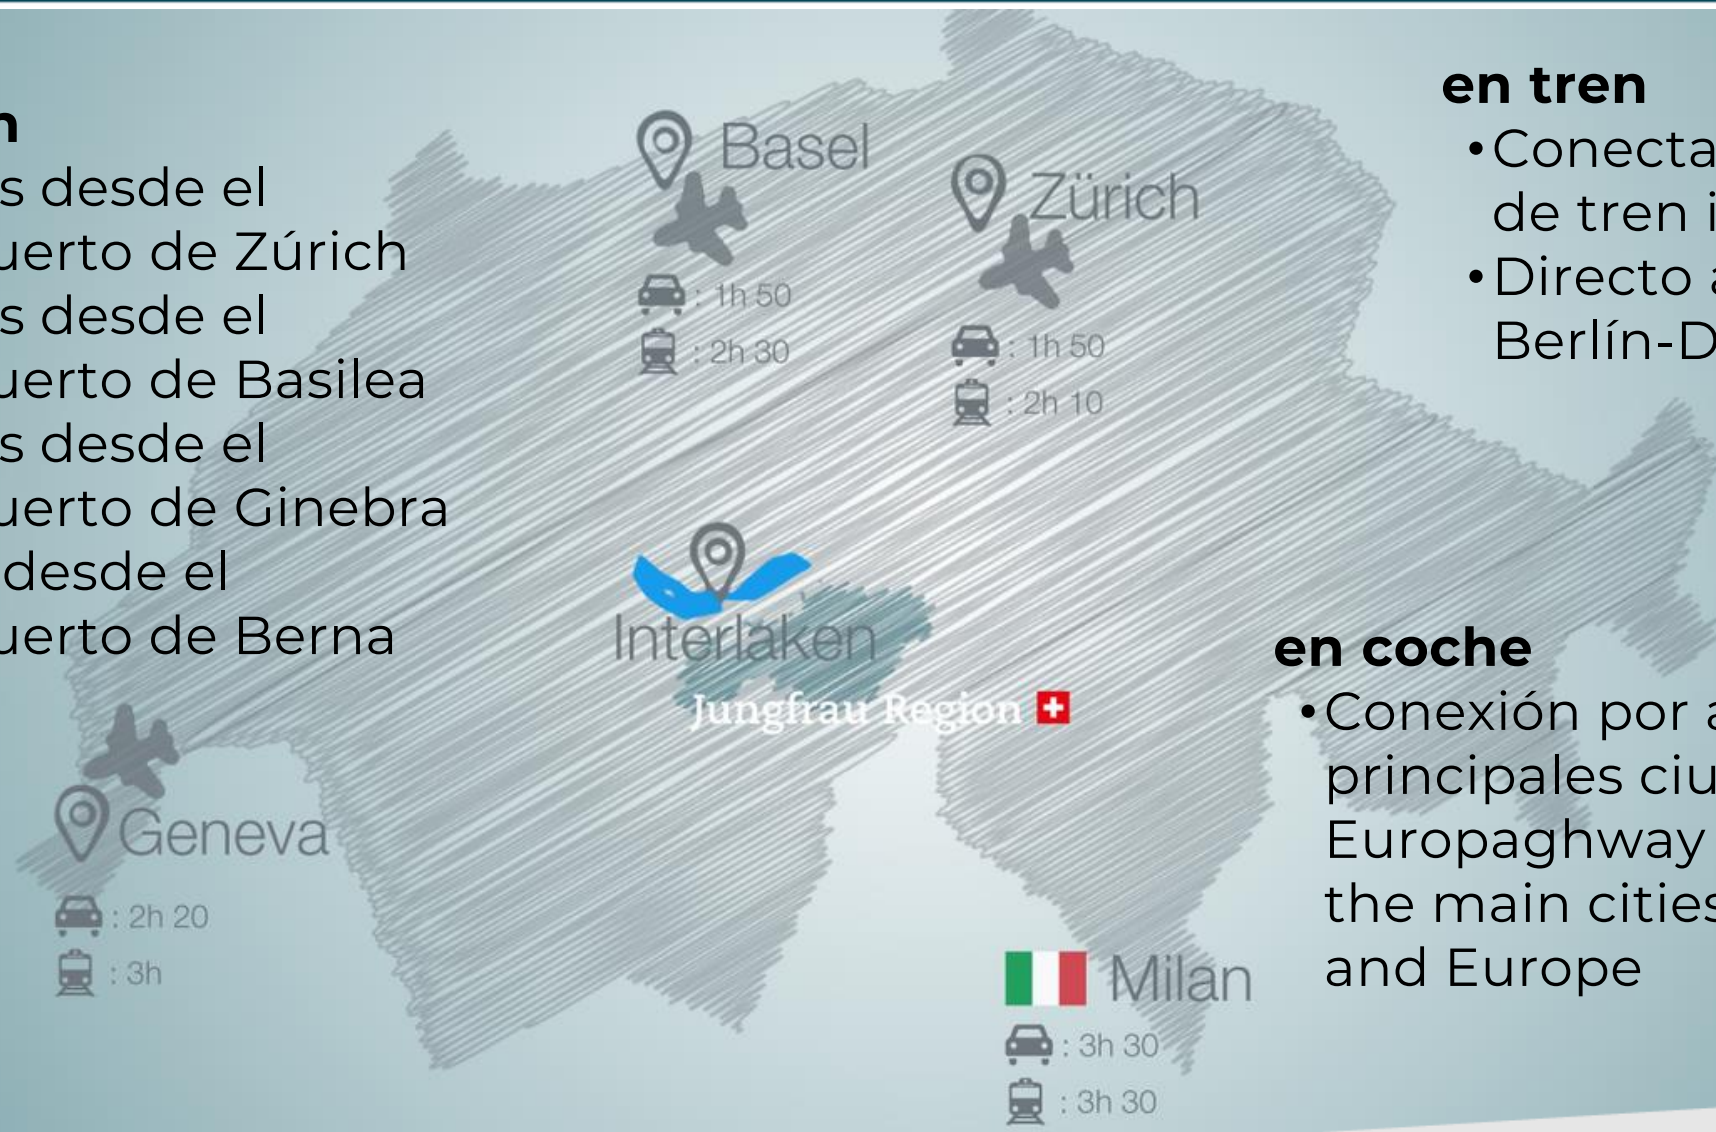 s desde el
uerto de Zúrich
s desde el
uerto de Basilea
s desde el
uerto de Ginebra
desde el
uerto de Berna
Basel
: 1h 50
: 2h 30
Zürich
: 1h 50
: 2h 10
en tren
•Conecta
de tren i
•Directo a
Berlín-D
Interlaken
Jungfrau Region
Geneva
: 2h 20
: 3h
Milan
: 3h 30
: 3h 30
en coche
•Conexión por a
principales ciu
Europaghway
the main cities
and Europe